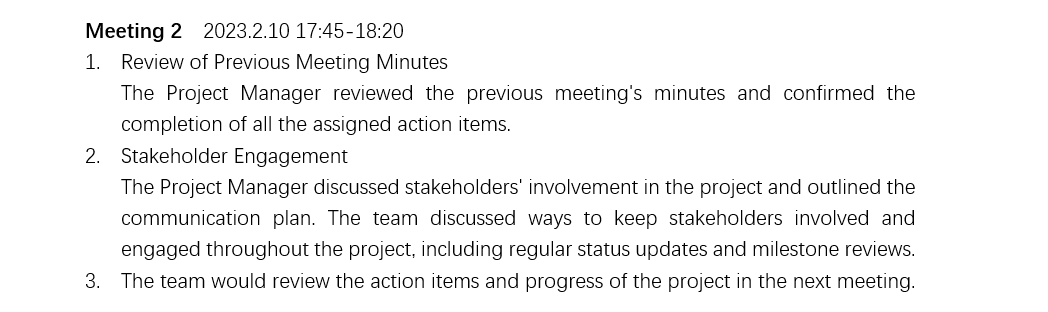 Meeting 2 2023.2.10 17:45-18:20
1. Review of Previous Meeting Minutes
The Project Manager reviewed the previous meeting's minutes and confirmed the
completion of all the assigned action items.
2. Stakeholder Engagement
The Project Manager discussed stakeholders' involvement in the project and outlined the
communication plan. The team discussed ways to keep stakeholders involved and
engaged throughout the project, including regular status updates and milestone reviews.
3. The team would review the action items and progress of the project in the next meeting.